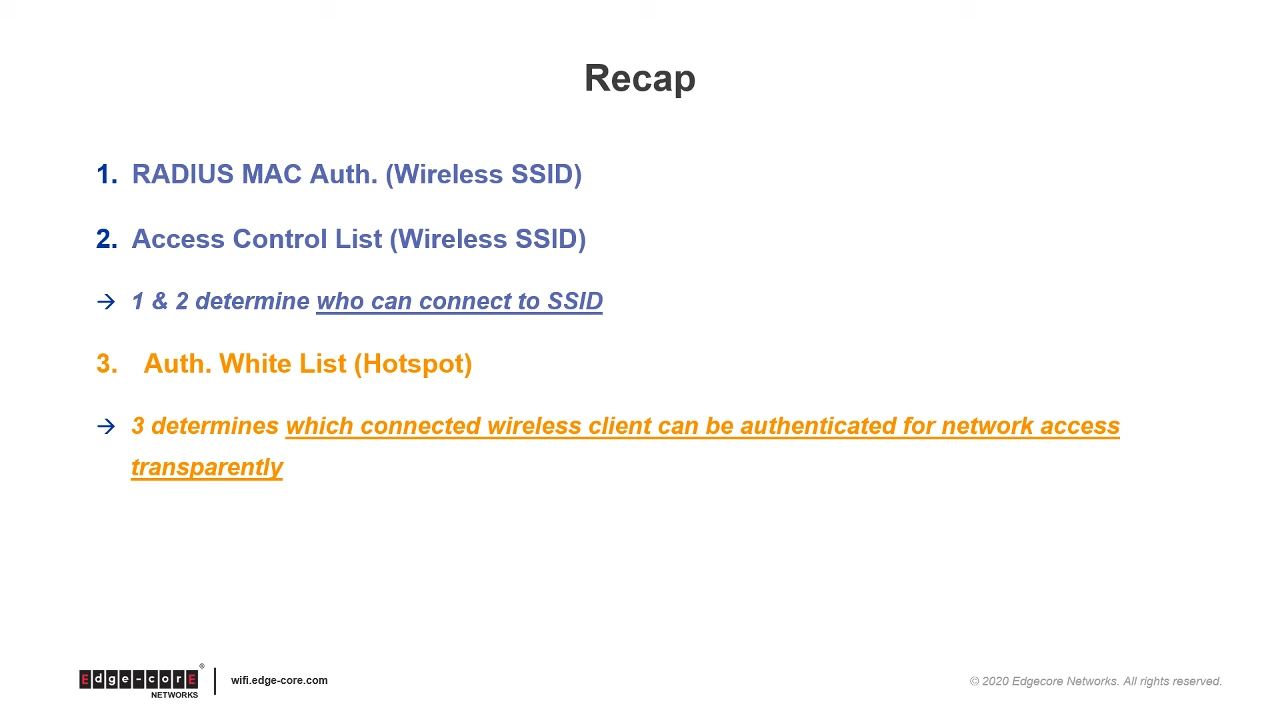 Recap
1. RADIUS MAC Auth. (Wireless SSID)
2. Access Control List (Wireless SSID)
→ 1 & 2 determine who can connect to SSID
3. Auth. White List (Hotspot)
→ 3 determines which connected wireless client can be authenticated for network access
transparently
Edge-corE®
NETWORKS
wifi.edge-core.com
© 2020 Edgecore Networks. All rights reserved.